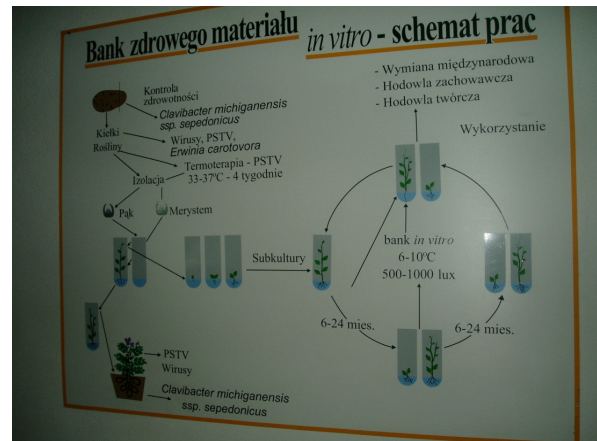 Bank zdrowego materiału in vitro - schemat prac
Kontrola
zdrowotności
Clavibacter michiganensis
ssp. sepedonicus
Kiełki
Rośliny
Wirusy, PSTV,
Erwinia carotovora
Termoterapia - PSTV
33-37°C - 4 tygodnie
Izolacja
Pąk
Merystem
Subkultury
PSTV
Wirusy
Clavibacter michiganensis
ssp. sepedonicus
- Wymiana międzynarodowa
- Hodowla zachowawcza
- Hodowla twórcza
Wykorzystanie
bank in vitro
6-10°C
500-1000 lux
6-24 mies.
6-24 mies.